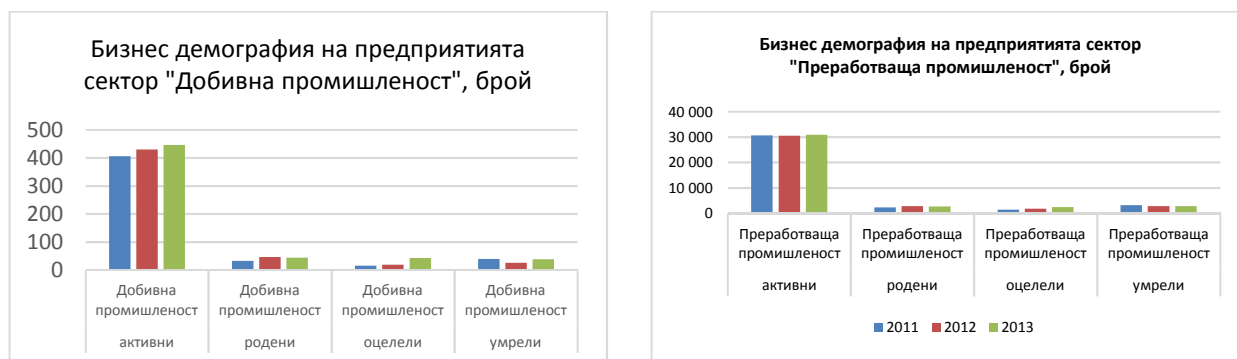 Бизнес демография на предприятията
сектор "Добивна промишленост", брой
500
400
300
200
100
0
Добивна Добивна Добивна Добивна
промишленост промишленост промишленост промишленост
активни родени оцелели умрели
Бизнес демография на предприятията сектор
"Преработваща промишленост", брой
40 000
30 000
20 000
10 000
0
Преработваща Преработваща Преработваща Преработваща
промишленост промишленост промишленост промишленост
активни родени оцелели умрели
2011 2012 2013